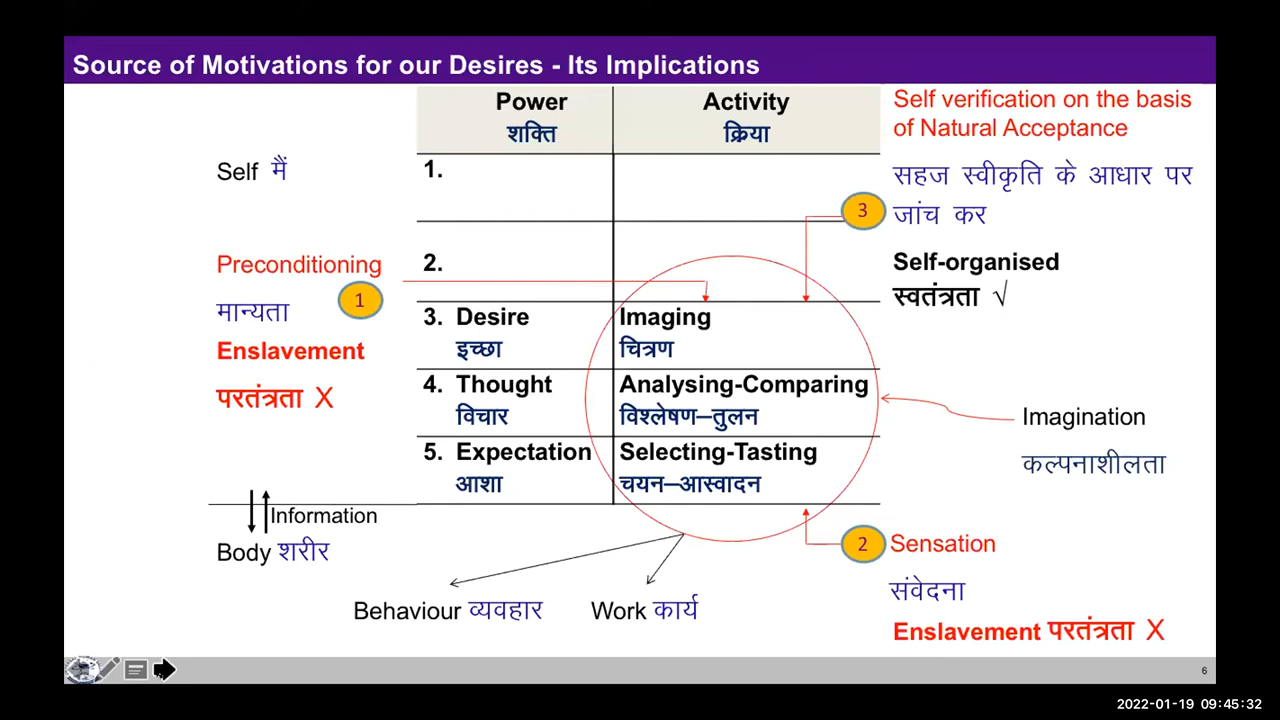 Source of Motivations for our Desires - Its Implications
Power
शक्ति
Activity
क्रिया
Self verification on the basis
of Natural Acceptance
सहज स्वीकृति के आधार पर
जांच कर
Self मैं
1.
3
Preconditioning
मान्यता
1
Enslavement
परतंत्रता X
2.
Self-organised
स्वतंत्रता √
3. Desire
इच्छा
Imaging
चित्रण
4. Thought
विचार
Analysing-Comparing
विश्लेषण–तुलन
5. Expectation
आशा
Selecting-Tasting
चयन–आस्वादन
Imagination
कल्पनाशीलता
Information
Body शरीर
2
Sensation
संवेदना
Enslavement परतंत्रता X
Behaviour व्यवहार
Work कार्य
6
2022-01-19 09:45:32